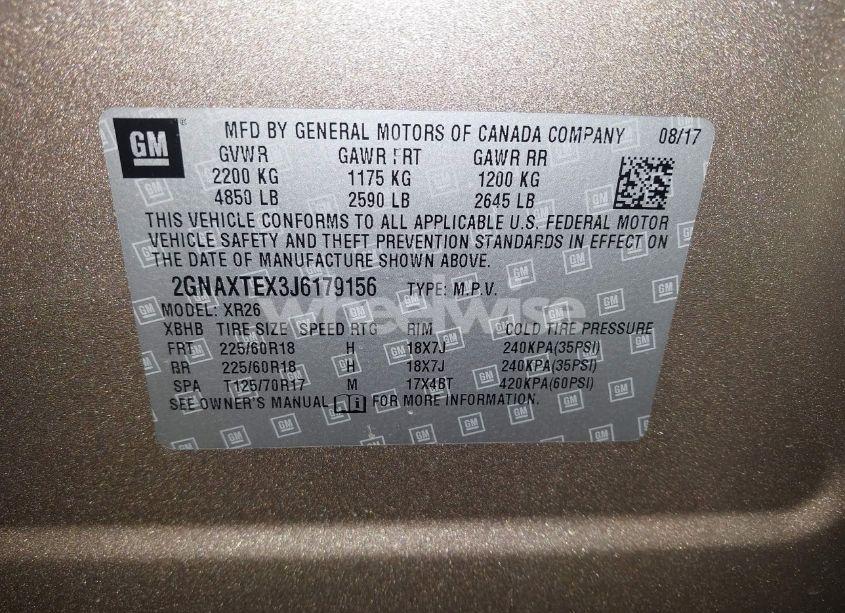 GM ® MFD BY GENERAL MOTORS OF CANADA COMPANY 08/17
GVWR GAWR FRT GAWR RR
2200 KG 1175 KG 1200 KG
4850 LB 2590 LB 2645 LB
THIS VEHICLE CONFORMS TO ALL APPLICABLE U.S. FEDERAL MOTOR
VEHICLE SAFETY AND THEFT PREVENTION STANDARDS IN EFFECT ON
THE DATE OF MANUFACTURE SHOWN ABOVE.
2GNAXTEX3J6179156 TYPE: M.P.V.
wheelwise
MODEL: XR26
XBHB TIRE SIZE SPEED RTG RIM COLD TIRE PRESSURE
FRT 225/60R18 H 18X7J 240KPA(35PSI)
RR 225/60R18 H 18X7J 240KPA(35PSI)
SPA T125/70R17 M 17X4BT 420KPA(60PSI)
SEE OWNER'S MANUAL FOR MORE INFORMATION.